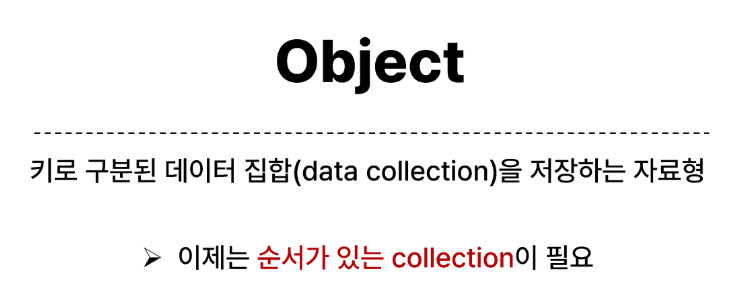 Object
키로 구분된 데이터 집합(data collection)을 저장하는 자료형
➢ 이제는 순서가 있는 collection이 필요